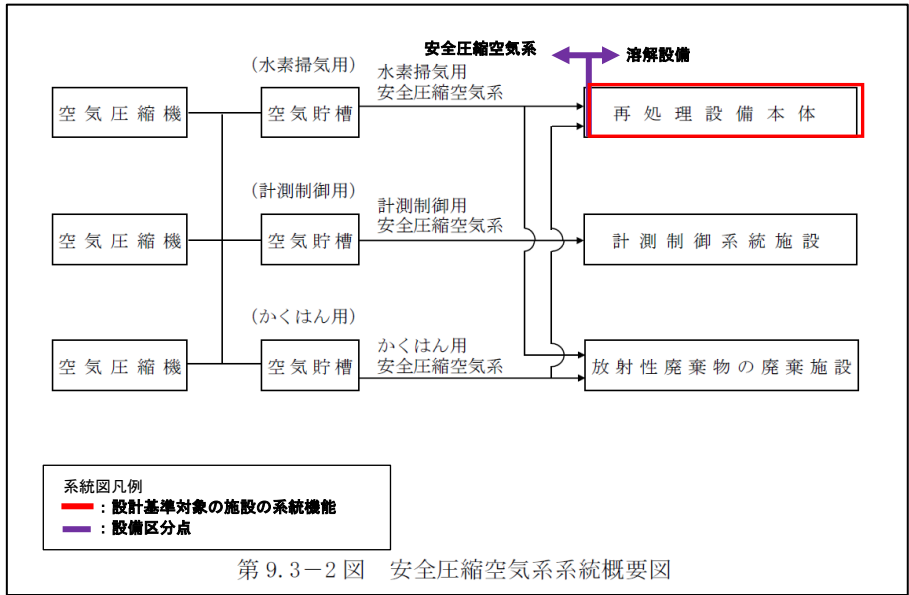 安全圧縮空気系
溶解設備
(水素掃気用)
水素掃気用
安全圧縮空気系
空気圧縮機
空気貯槽
再処理設備本体
(計測制御用)
計測制御用
安全圧縮空気系
空気圧縮機
空気貯槽
計測制御系統施設
(かくはん用)
かくはん用
安全圧縮空気系
空気圧縮機
空気貯槽
放射性廃棄物の廃棄施設
系統図凡例
：設計基準対象の施設の系統機能
：設備区分点
第9.3－2図　安全圧縮空気系系統概要図